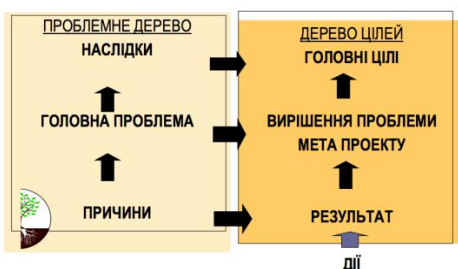 ПРОБЛЕМНЕ ДЕРЕВО
НАСЛІДКИ
ГОЛОВНА ПРОБЛЕМА
ПРИЧИНИ
ДЕРЕВО ЦІЛЕЙ
ГОЛОВНІ ЦІЛІ
ВИРІШЕННЯ ПРОБЛЕМИ
МЕТА ПРОЕКТУ
РЕЗУЛЬТАТ
ДІЇ